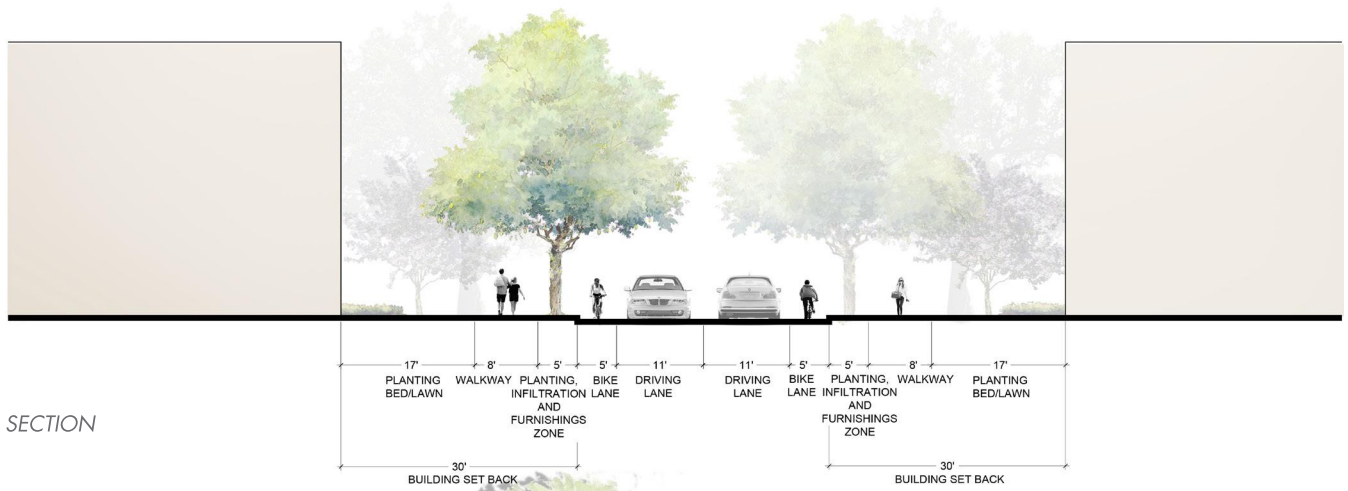 17' 8' 5' 5' 11' 11' 5' 5' 8' 17'
PLANTING BED/LAWN
WALKWAY
PLANTING, INFILTRATION AND FURNISHINGS ZONE
BIKE LANE
DRIVING LANE
DRIVING LANE
BIKE LANE
PLANTING, INFILTRATION AND FURNISHINGS ZONE
WALKWAY
PLANTING BED/LAWN
SECTION
30'
BUILDING SET BACK
30'
BUILDING SET BACK